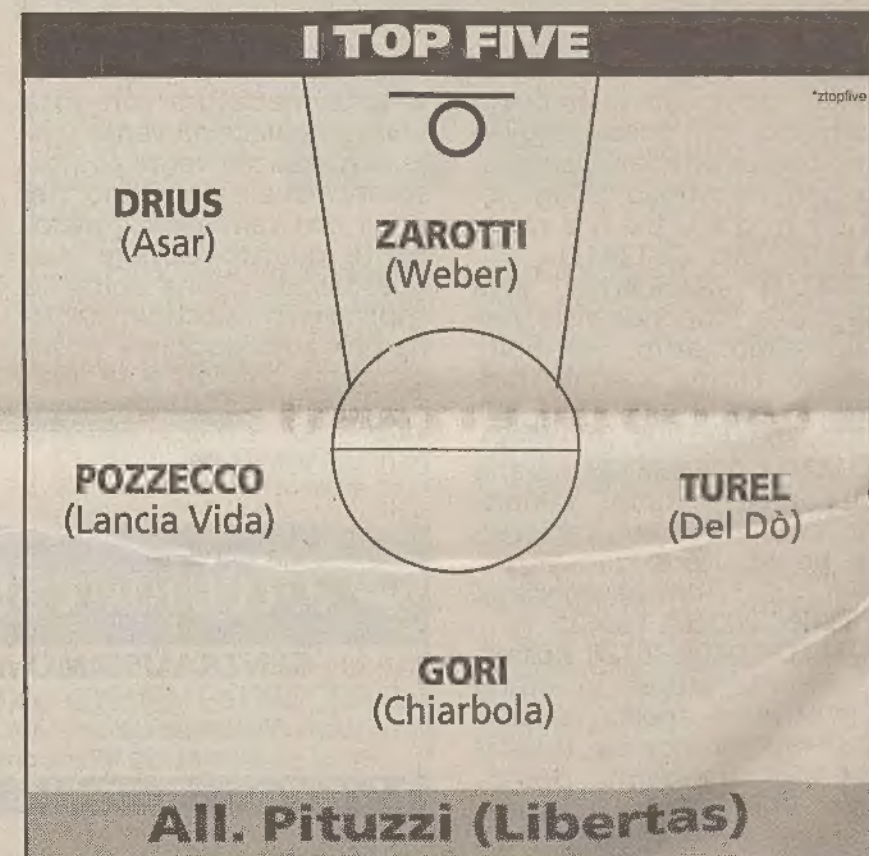 I TOP FIVE
*ztopfive
DRIUS
(Asar)
ZAROTTI
(Weber)
POZZECCO
(Lancia Vida)
TUREL
(Del Dò)
GORI
(Chiarbola)
All. Pituzzi (Libertas)